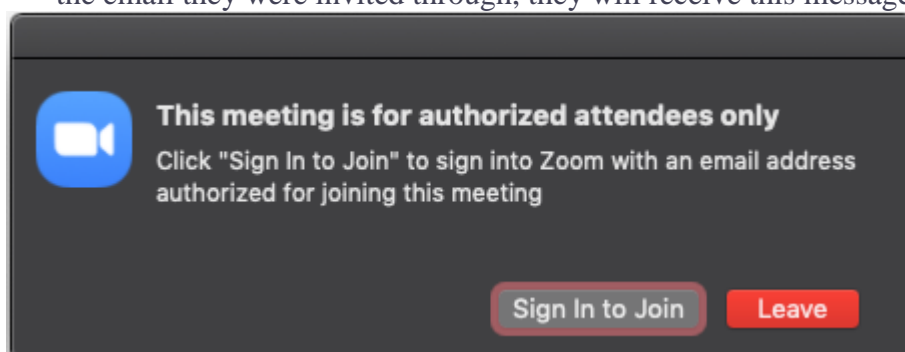 the email they were invited through, they will receive this message
This meeting is for authorized attendees only
Click "Sign In to Join" to sign into Zoom with an email address
authorized for joining this meeting
Sign In to Join Leave